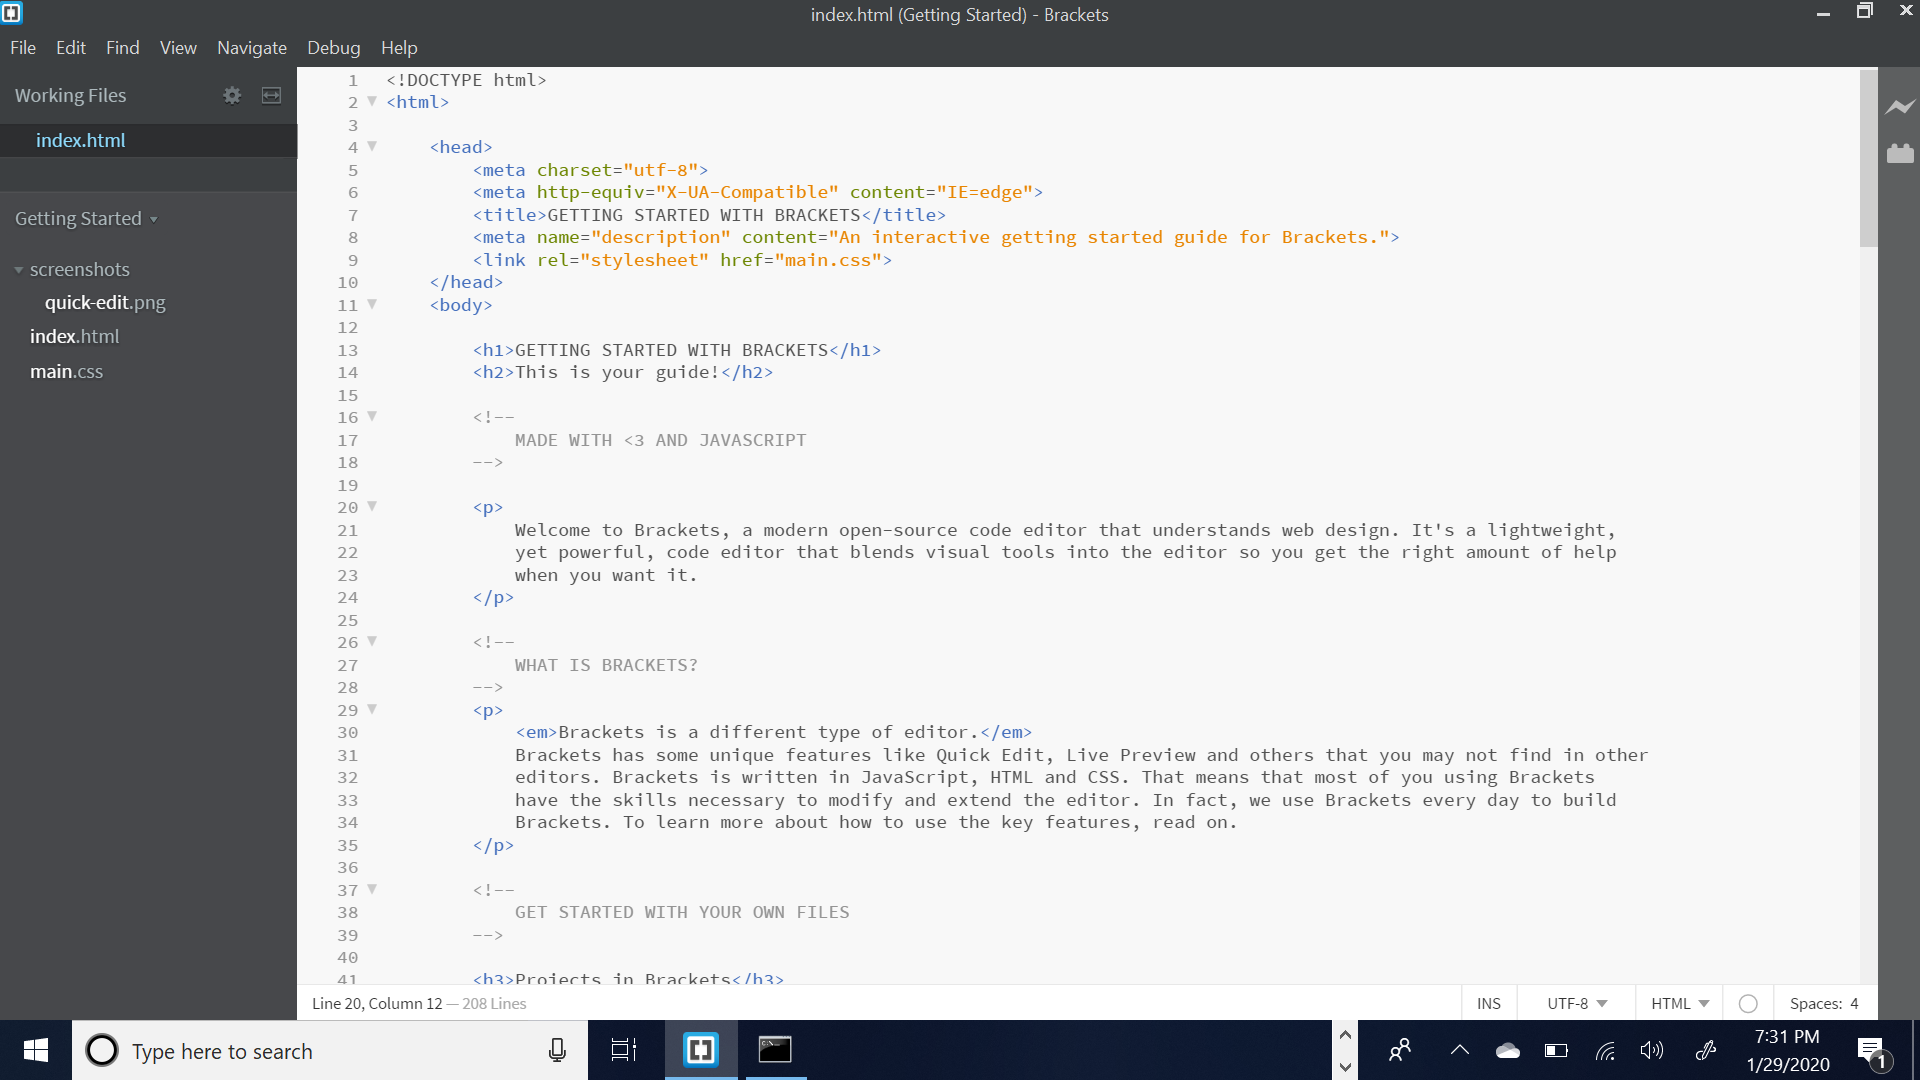 index.html (Getting Started) - Brackets
File Edit Find View Navigate Debug Help
Working Files
index.html
Getting Started
screenshots
quick-edit.png
index.html
main.css
1 <!DOCTYPE html>
2 <html>
3
4 <head>
5 <meta charset="utf-8">
6 <meta http-equiv="X-UA-Compatible" content="IE=edge">
7 <title>GETTING STARTED WITH BRACKETS</title>
8 <meta name="description" content="An interactive getting started guide for Brackets.">
9 <link rel="stylesheet" href="main.css">
10 </head>
11 <body>
12
13 <h1>GETTING STARTED WITH BRACKETS</h1>
14 <h2>This is your guide!</h2>
15
16 <!--
17 MADE WITH <3 AND JAVASCRIPT
18 -->
19
20 <p>
21 Welcome to Brackets, a modern open-source code editor that understands web design. It's a lightweight,
22 yet powerful, code editor that blends visual tools into the editor so you get the right amount of help
23 when you want it.
24 </p>
25
26 <!--
27 WHAT IS BRACKETS?
28 -->
29 <p>
30 <em>Brackets is a different type of editor.</em>
31 Brackets has some unique features like Quick Edit, Live Preview and others that you may not find in other
32 editors. Brackets is written in JavaScript, HTML and CSS. That means that most of you using Brackets
33 have the skills necessary to modify and extend the editor. In fact, we use Brackets every day to build
34 Brackets. To learn more about how to use the key features, read on.
35 </p>
36
37 <!--
38 GET STARTED WITH YOUR OWN FILES
39 -->
40
41 <h3>Projects in Brackets</h3>
Line 20, Column 12 — 208 Lines
INS UTF-8 HTML Spaces: 4
Type here to search
7:31 PM
1/29/2020
1